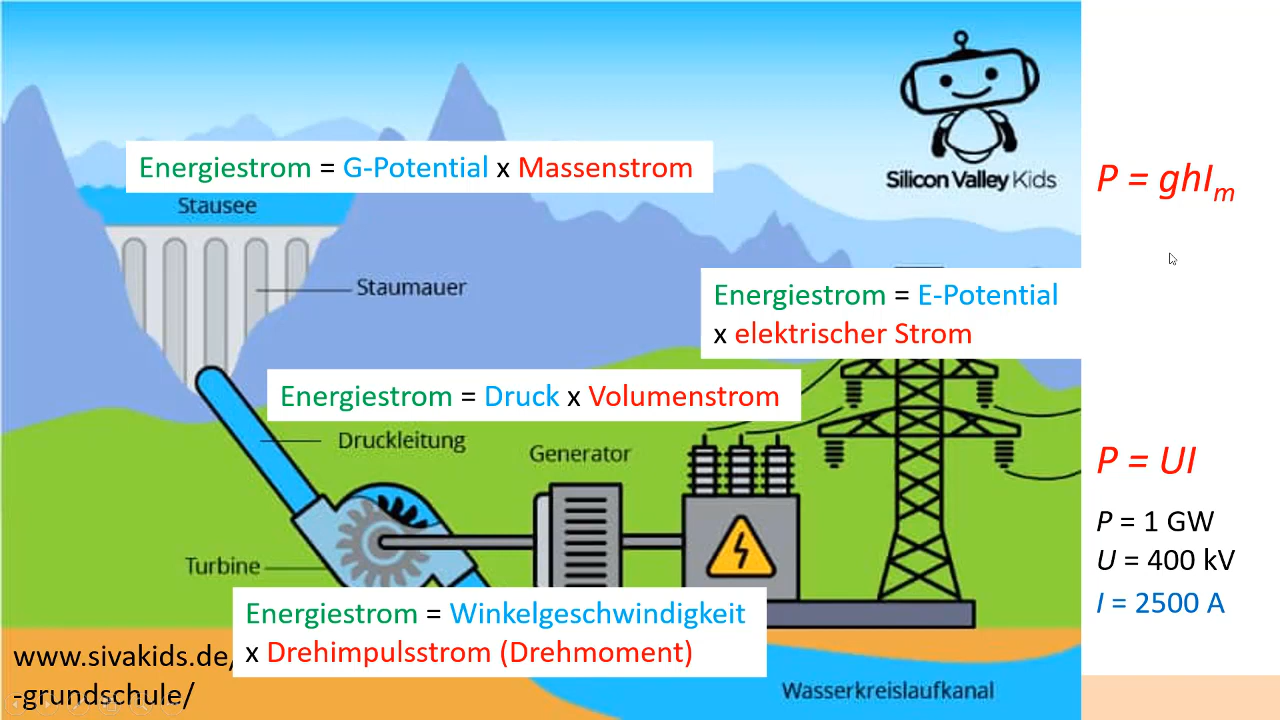 Silicon Valley Kids
Energiestrom = G-Potential x Massenstrom
P = ghIm
Stausee
Staumauer
Energiestrom = E-Potential
x elektrischer Strom
Energiestrom = Druck x Volumenstrom
Druckleitung
Generator
P = UI
P = 1 GW
U = 400 kV
I = 2500 A
Turbine
Energiestrom = Winkelgeschwindigkeit
x Drehimpulsstrom (Drehmoment)
www.sivakids.de/
-grundschule/
Wasserkreislaufkanal